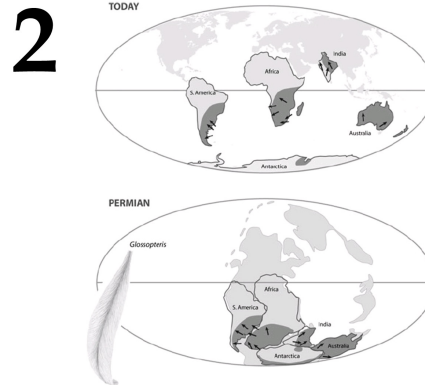 2
TODAY
India
Africa
S. America
Australia
Antarctica
PERMIAN
Glossopteris
Africa
S. America
India
Australia
Antarctica